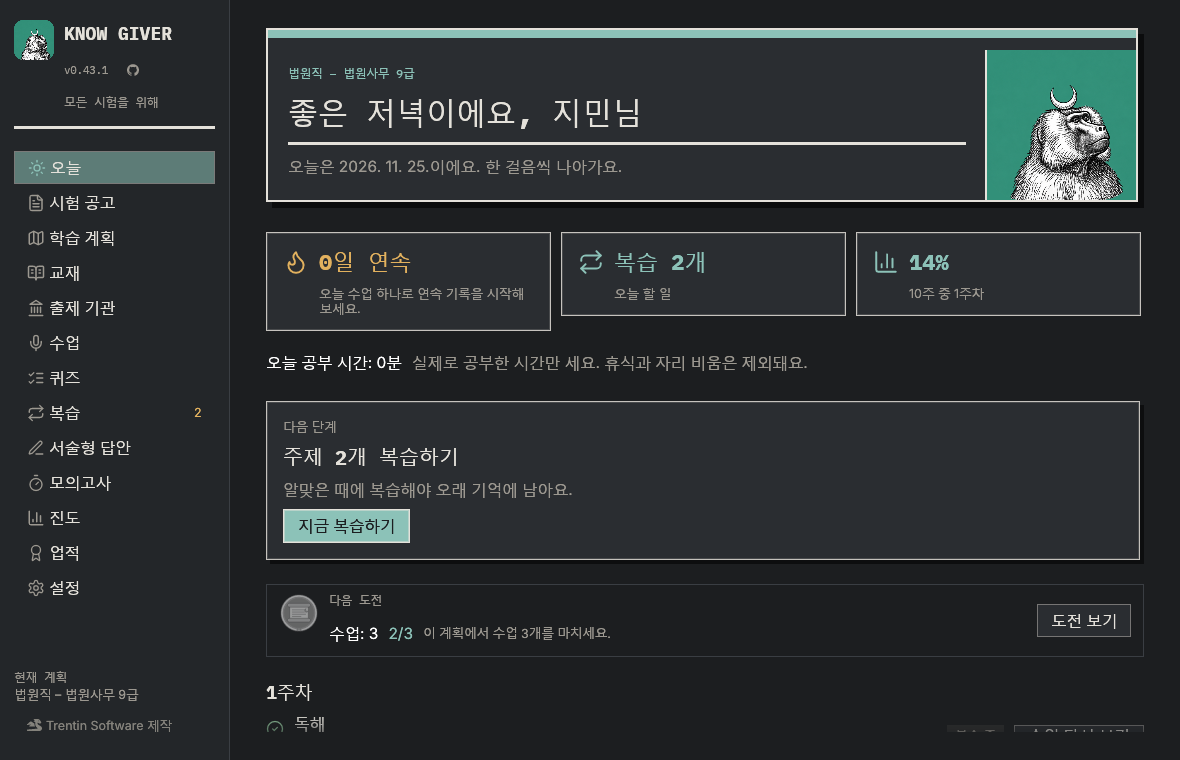 KNOW GIVER
v0.43.1
모든 시험을 위해
오늘
시험 공고
학습 계획
교재
출제 기관
수업
퀴즈
복습 2
서술형 답안
모의고사
진도
업적
설정
현재 계획
법원직 – 법원사무 9급
Trentin Software 제작
법원직 – 법원사무 9급
좋은 저녁이에요, 지민님
오늘은 2026. 11. 25.이에요. 한 걸음씩 나아가요.
0일 연속
오늘 수업 하나로 연속 기록을 시작해
보세요.
복습 2개
오늘 할 일
14%
10주 중 1주차
오늘 공부 시간: 0분 실제로 공부한 시간만 세요. 휴식과 자리 비움은 제외돼요.
다음 단계
주제 2개 복습하기
알맞은 때에 복습해야 오래 기억에 남아요.
지금 복습하기
다음 도전
수업: 3 2/3 이 계획에서 수업 3개를 마치세요.
도전 보기
1주차
독해